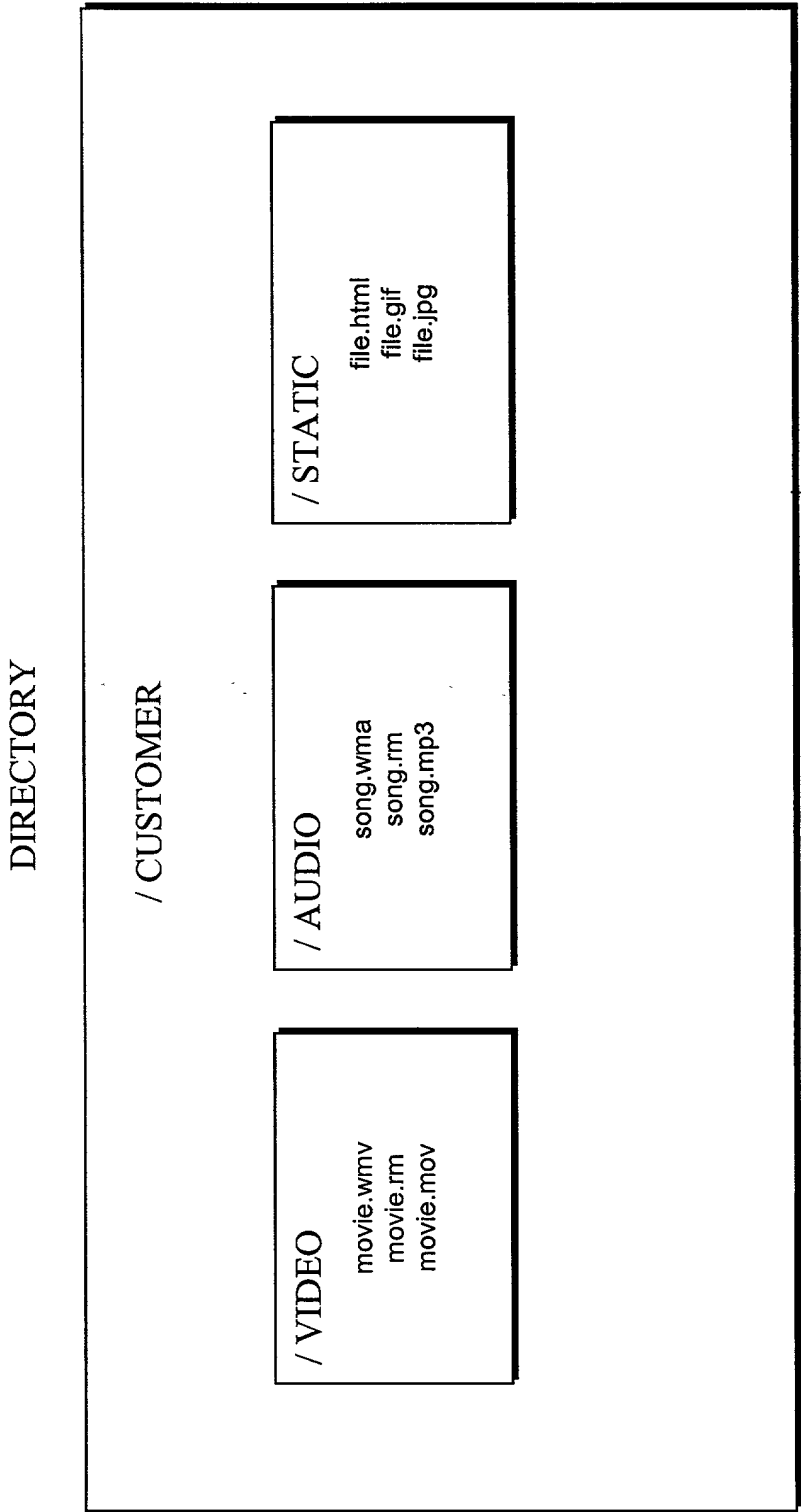 DIRECTORY
/ CUSTOMER
/ VIDEO
movie.wmv
movie.rm
movie.mov
/ AUDIO
song.wma
song.rm
song.mp3
/ STATIC
file.html
file.gif
file.jpg